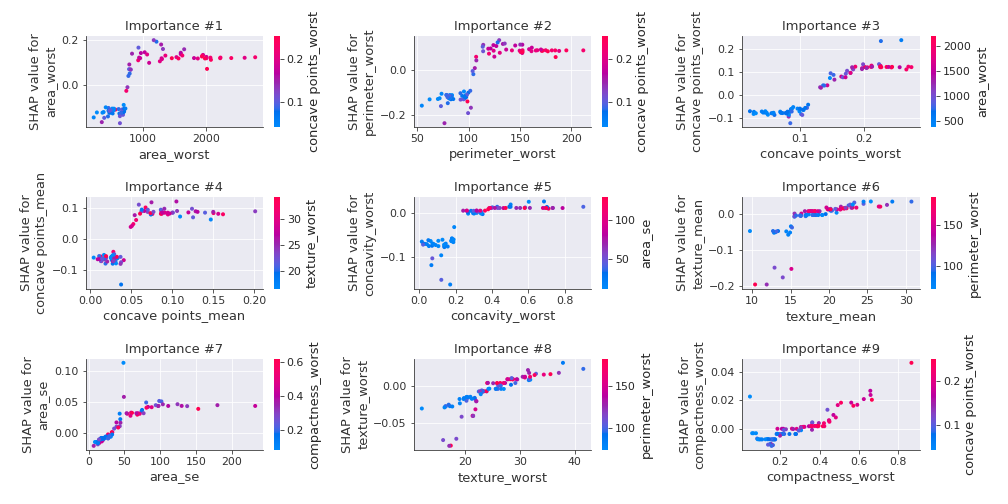 Importance #1
SHAP value for
area_worst
0.2
0.0
1000
2000
area_worst
0.2
0.1
concave points_worst
Importance #2
SHAP value for
perimeter_worst
0.0
−0.2
50
100
150
200
perimeter_worst
0.2
0.1
concave points_worst
Importance #3
SHAP value for
concave points_worst
0.2
0.1
0.0
−0.1
0.1
0.2
concave points_worst
2000
1500
1000
500
area_worst
Importance #4
SHAP value for
concave points_mean
0.1
0.0
−0.1
0.00
0.05
0.10
0.15
0.20
concave points_mean
30
25
20
texture_worst
Importance #5
SHAP value for
concavity_worst
0.0
−0.1
0.0
0.2
0.4
0.6
0.8
concavity_worst
100
50
area_se
Importance #6
SHAP value for
texture_mean
0.0
−0.1
−0.2
10
15
20
25
30
texture_mean
150
100
perimeter_worst
Importance #7
SHAP value for
area_se
0.10
0.05
0.00
0
50
100
150
200
area_se
0.6
0.4
0.2
compactness_worst
Importance #8
SHAP value for
texture_worst
0.00
−0.05
20
30
40
texture_worst
150
100
perimeter_worst
Importance #9
SHAP value for
compactness_worst
0.04
0.02
0.00
0.2
0.4
0.6
0.8
compactness_worst
0.2
0.1
concave points_worst